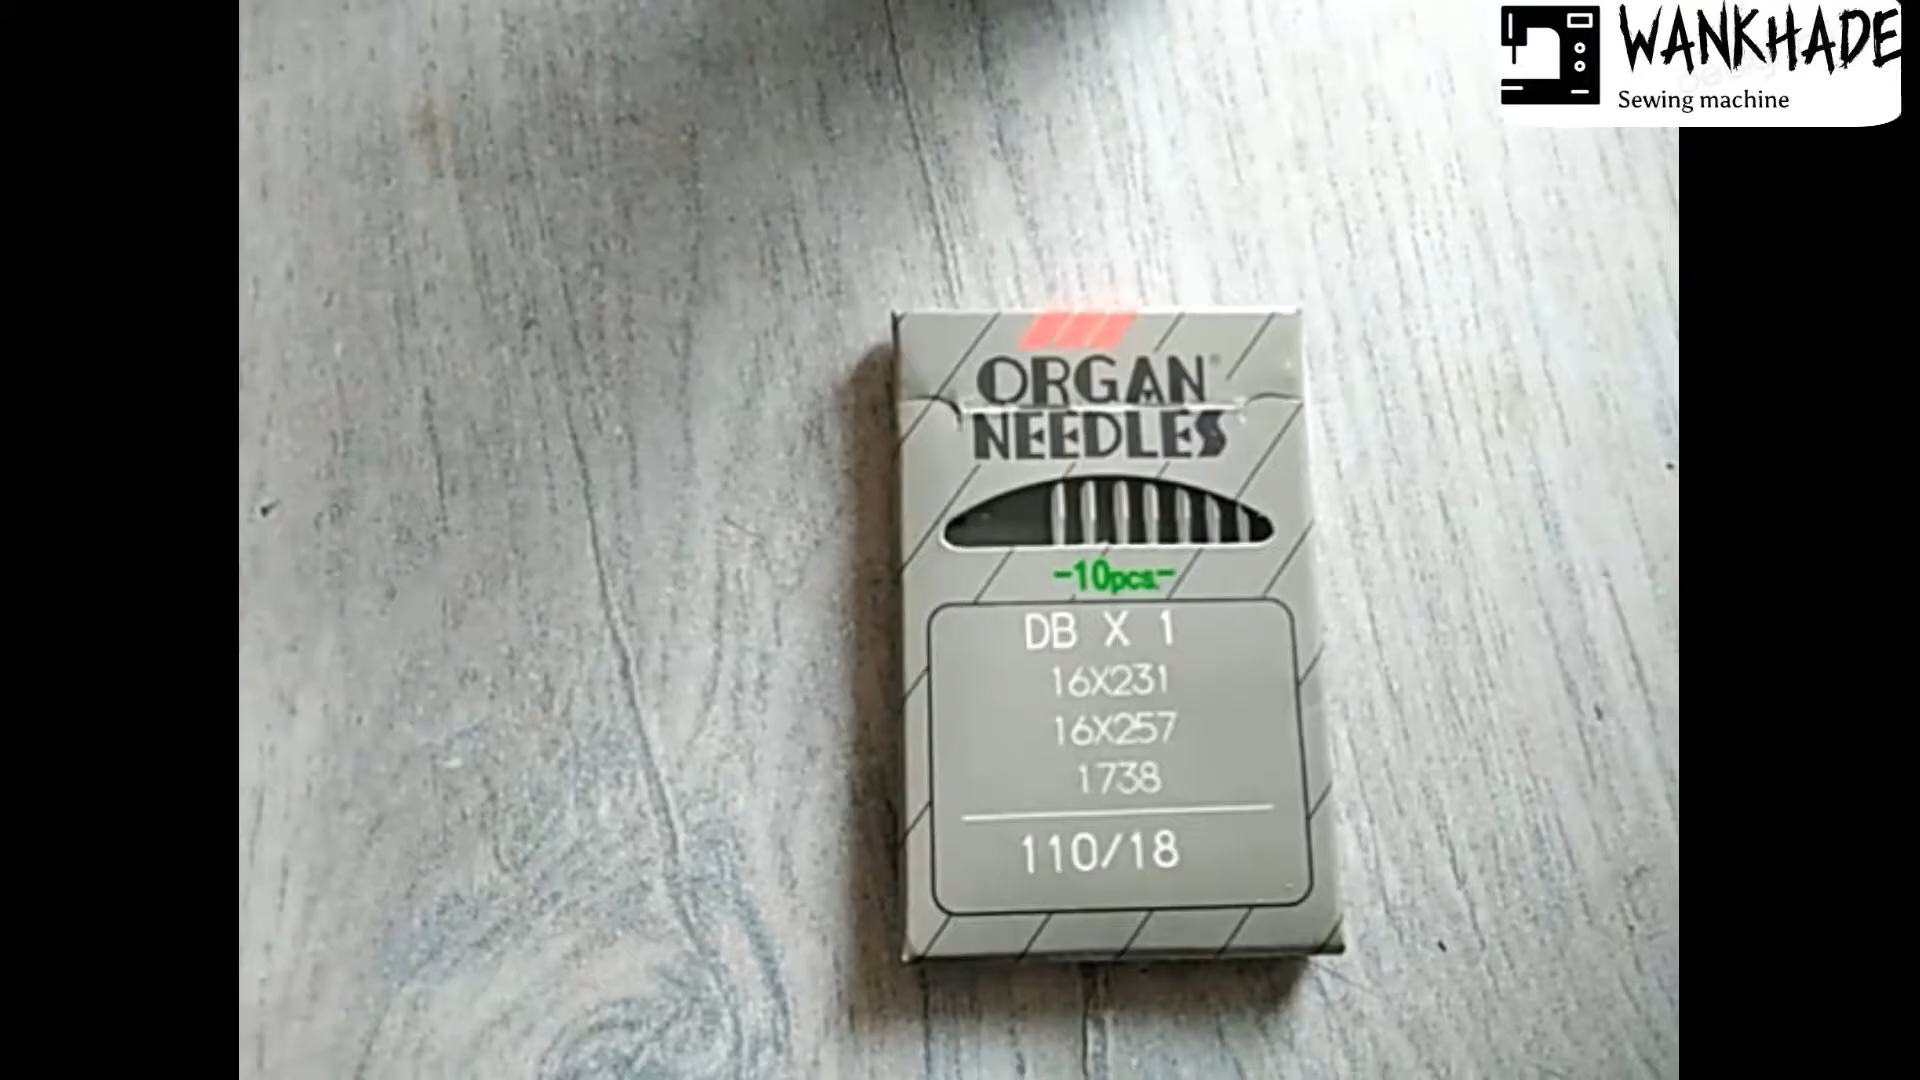 WANKHADE
Sewing machine
ORGAN®
NEEDLES
-10pcs-
DB X 1
16X231
16X257
1738
110/18